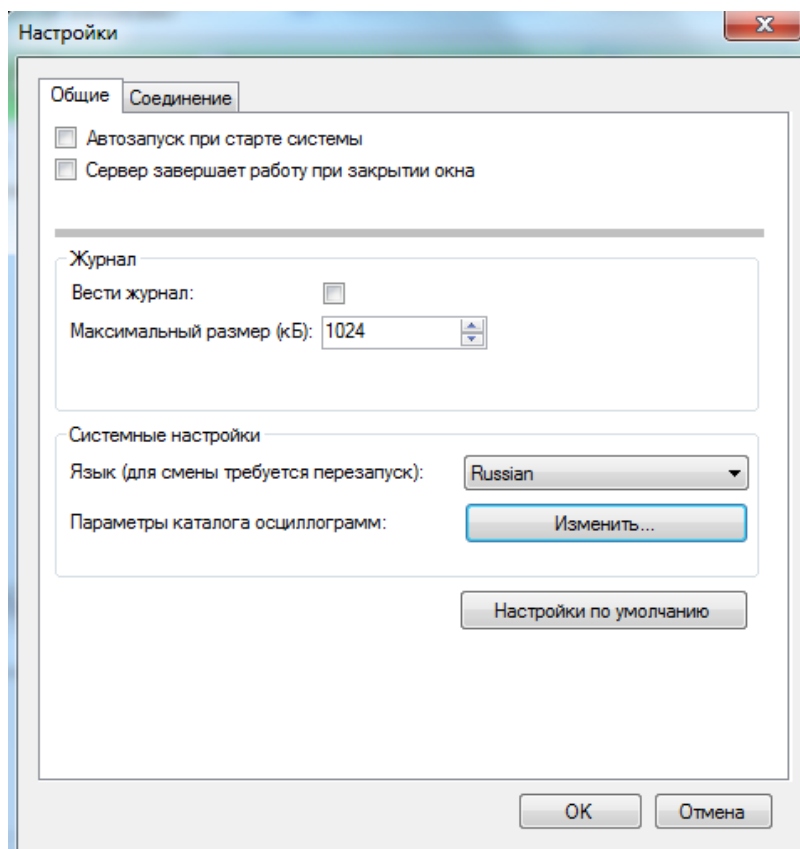 Настройки
Общие
Соединение
Автозапуск при старте системы
Сервер завершает работу при закрытии окна
Журнал
Вести журнал:
Максимальный размер (кБ): 1024
Системные настройки
Язык (для смены требуется перезапуск): Russian
Параметры каталога осциллограмм: Изменить...
Настройки по умолчанию
OK Отмена